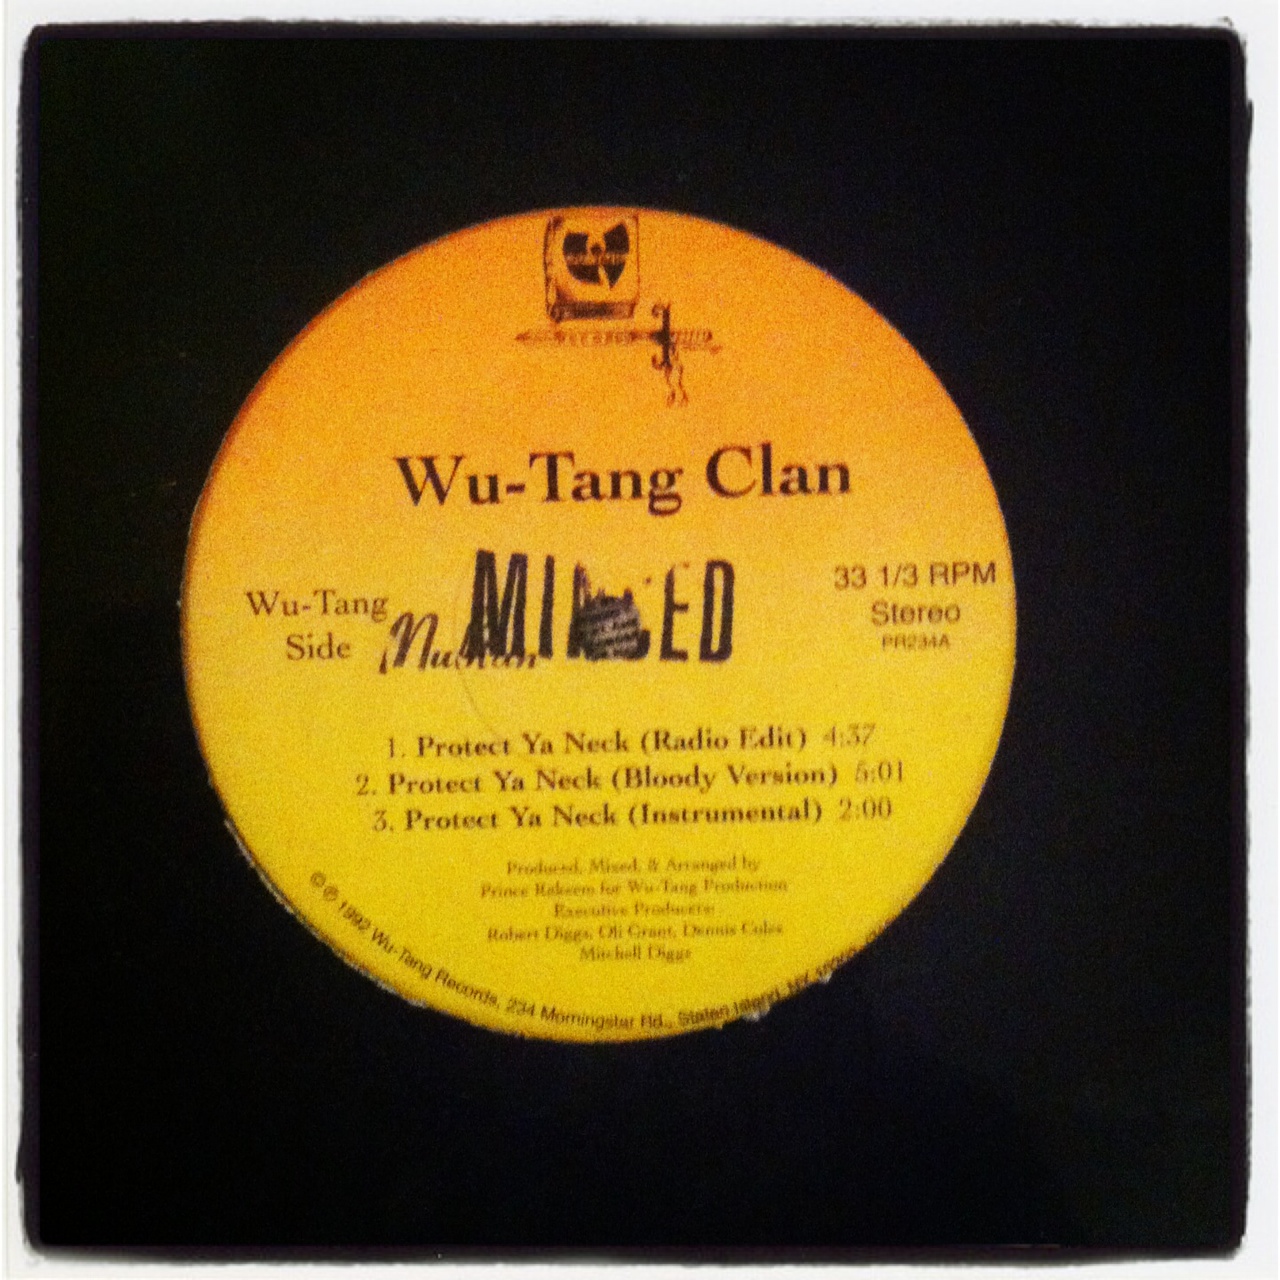 Wu-Tang Clan
Wu-Tang
Side
33 1/3 RPM
Stereo
PR234A
1. Protect Ya Neck (Radio Edit) 4:37
2. Protect Ya Neck (Bloody Version) 5:01
3. Protect Ya Neck (Instrumental) 2:00
Produced, Mixed, & Arranged by
Prince Rakeem for Wu-Tang Production
Executive Producers:
Robert Diggs, Oli Grant, Dennis Coles
Mitchell Diggs
© ℗ 1992 Wu-Tang Records, 234 Morningstar Rd., Staten Island, NY